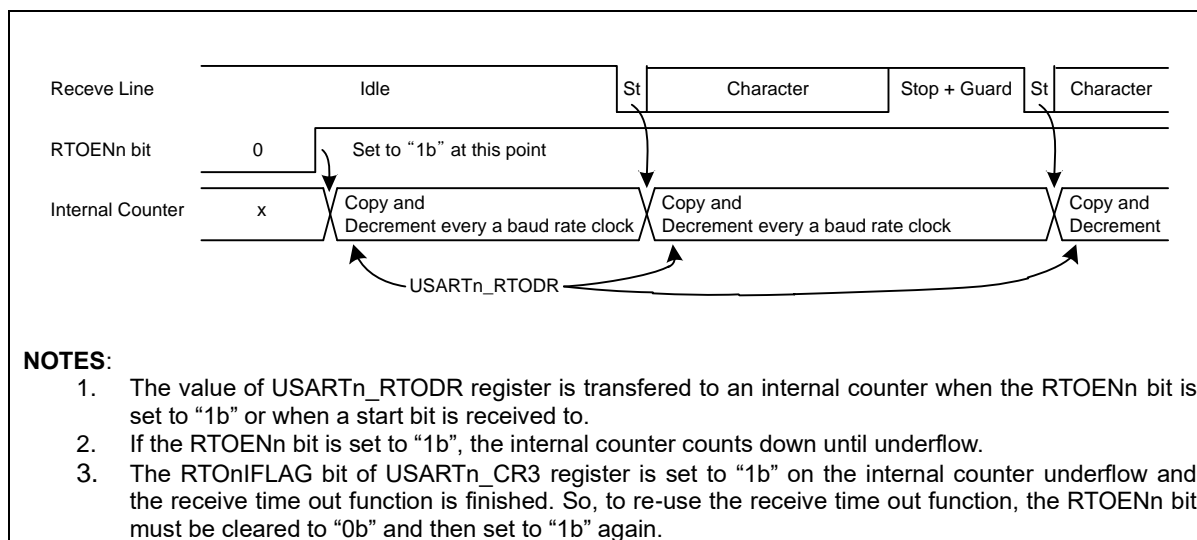 Receve Line Idle St Character Stop + Guard St Character
RTOENn bit 0 Set to “1b” at this point
Internal Counter x Copy and Decrement every a baud rate clock Copy and Decrement every a baud rate clock Copy and Decrement
USARTn_RTODR
NOTES:
1. The value of USARTn_RTODR register is transfered to an internal counter when the RTOENn bit is
set to “1b” or when a start bit is received to.
2. If the RTOENn bit is set to “1b”, the internal counter counts down until underflow.
3. The RTOnIFLAG bit of USARTn_CR3 register is set to “1b” on the internal counter underflow and
the receive time out function is finished. So, to re-use the receive time out function, the RTOENn bit
must be cleared to “0b” and then set to “1b” again.